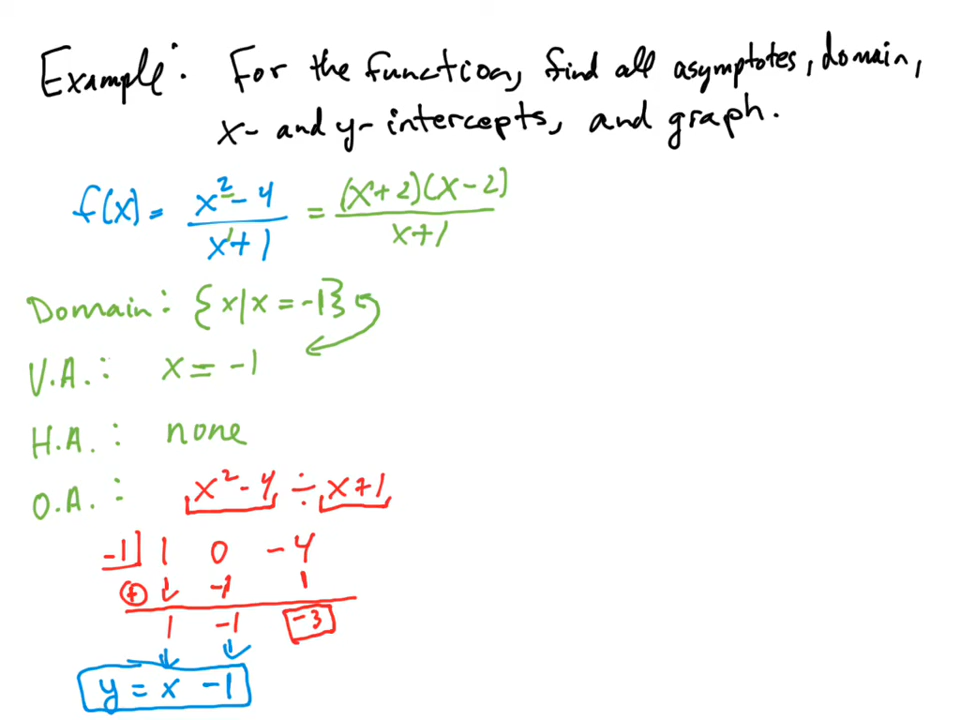 Example: For the function, find all asymptotes, domain,
x- and y-intercepts, and graph.
f(x) = x²-4 / x¹+1 = (x+2)(x-2) / x+1
Domain: {x|x = -1}
V.A.: x = -1
H.A.: none
O.A.: x²-4 ÷ x+1
-1] 1 0 -4
(+) ↓ -1 1
1 -1 -3
y = x -1